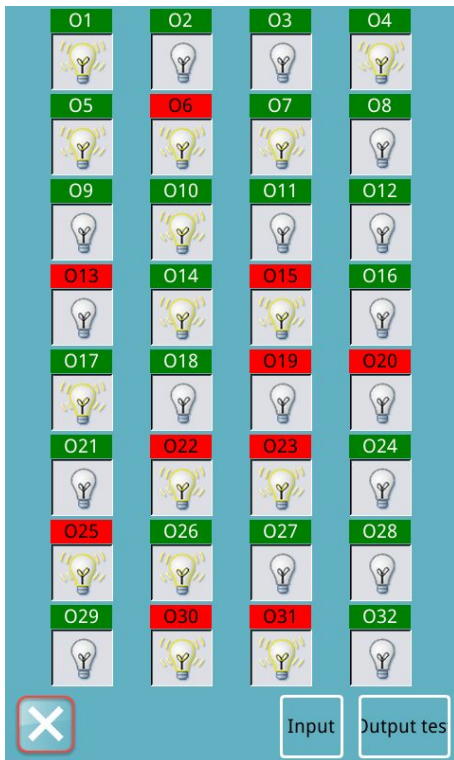 O1 O2 O3 O4
O5 O6 O7 O8
O9 O10 O11 O12
O13 O14 O15 O16
O17 O18 O19 O20
O21 O22 O23 O24
O25 O26 O27 O28
O29 O30 O31 O32
Input Output tes